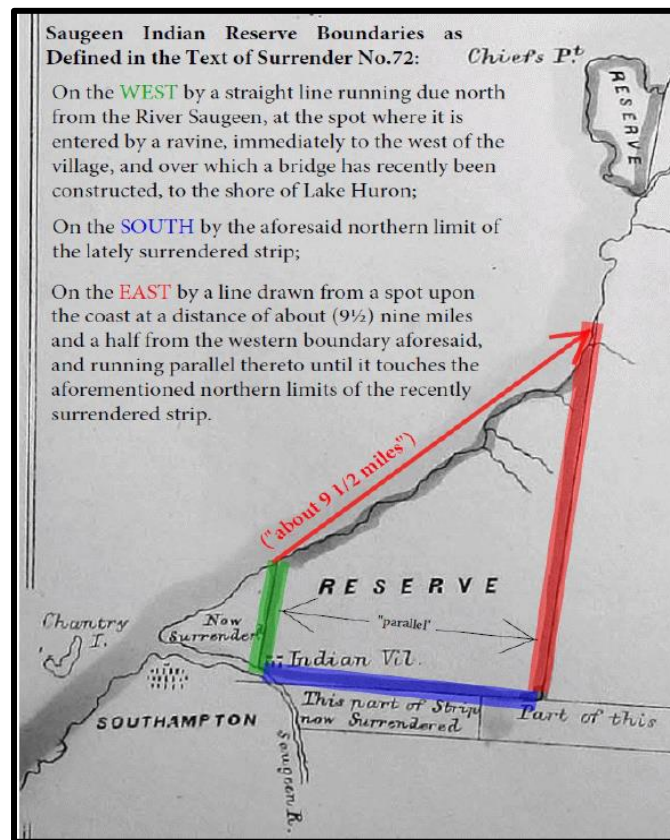 Saugeen Indian Reserve Boundaries as
Defined in the Text of Surrender No.72:
Chiefs Pt.
On the WEST by a straight line running due north
from the River Saugeen, at the spot where it is
entered by a ravine, immediately to the west of the
village, and over which a bridge has recently been
constructed, to the shore of Lake Huron;
On the SOUTH by the aforesaid northern limit of
the lately surrendered strip;
On the EAST by a line drawn from a spot upon
the coast at a distance of about (9½) nine miles
and a half from the western boundary aforesaid,
and running parallel thereto until it touches the
aforementioned northern limits of the recently
surrendered strip.
RESERVE
("about 9 1/2 miles")
RESERVE
"parallel'
Chantry
I.
Now
Surrendered
Indian Vil.
This part of Strip
now Surrendered
Part of this
SOUTHAMPTON
Saugeen R.